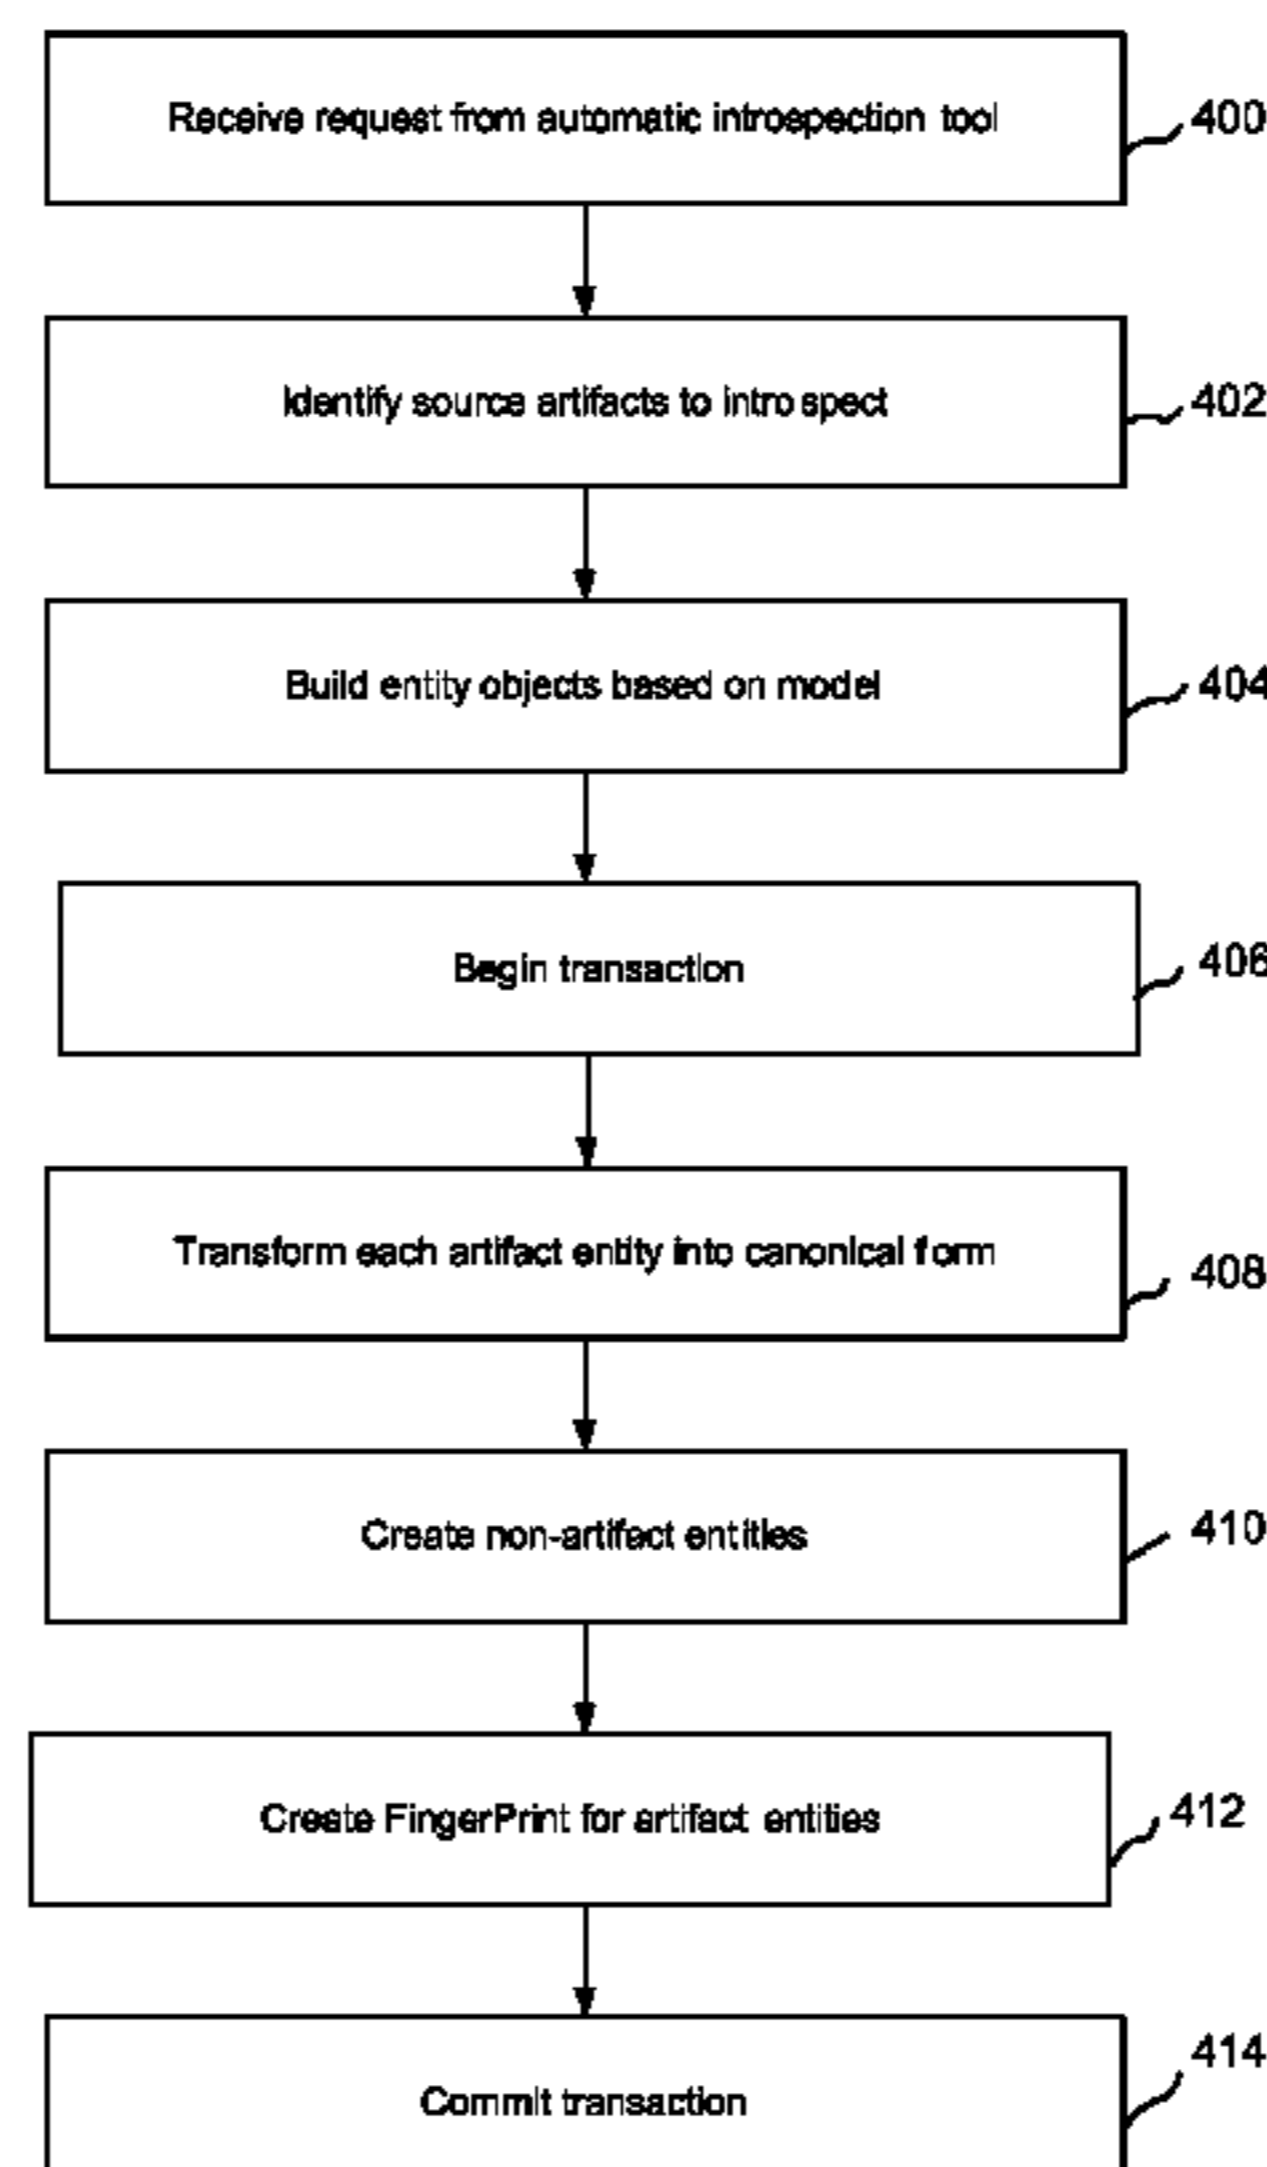 Receive request from automatic introspection tool
400
Identify source artifacts to introspect
402
Build entity objects based on model
404
Begin transaction
406
Transform each artifact entity into canonical form
408
Create non-artifact entities
410
Create FingerPrint for artifact entities
412
Commit transaction
414